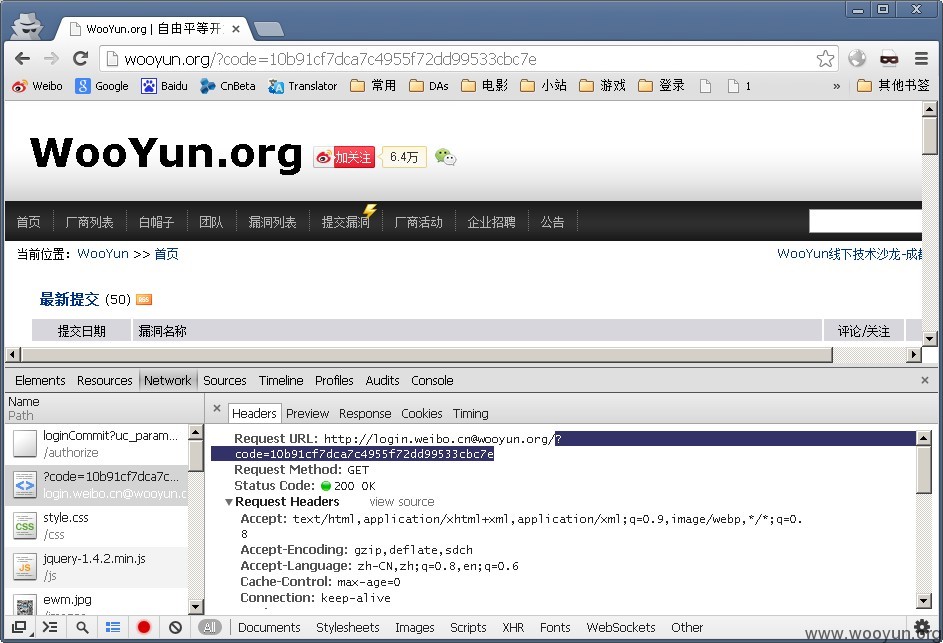 WooYun.org | 自由平等开
wooyun.org/?code=10b91cf7dca7c4955f72dd99533cbc7e
Weibo Google Baidu CnBeta Translator 常用 DAs 电影 小站 游戏 登录 1 » 其他书签
WooYun.org 加关注 6.4万
首页 厂商列表 白帽子 团队 漏洞列表 提交漏洞 厂商活动 企业招聘 公告
当前位置： WooYun >> 首页 WooYun线下技术沙龙-成都
最新提交 (50)
提交日期 漏洞名称 评论/关注
Elements Resources Network Sources Timeline Profiles Audits Console
Name
Path
loginCommit?uc_param...
/authorize
?code=10b91cf7dca7c...
login.weibo.cn@wooyun.o
style.css
/css
jquery-1.4.2.min.js
/js
ewm.jpg
/images
Headers Preview Response Cookies Timing
Request URL: http://login.weibo.cn@wooyun.org/?
code=10b91cf7dca7c4955f72dd99533cbc7e
Request Method: GET
Status Code: 200 OK
Request Headers view source
Accept: text/html,application/xhtml+xml,application/xml;q=0.9,image/webp,*/*;q=0.
8
Accept-Encoding: gzip,deflate,sdch
Accept-Language: zh-CN,zh;q=0.8,en;q=0.6
Cache-Control: max-age=0
Connection: keep-alive
All Documents Stylesheets Images Scripts XHR Fonts WebSockets Other
www.wooyun.org